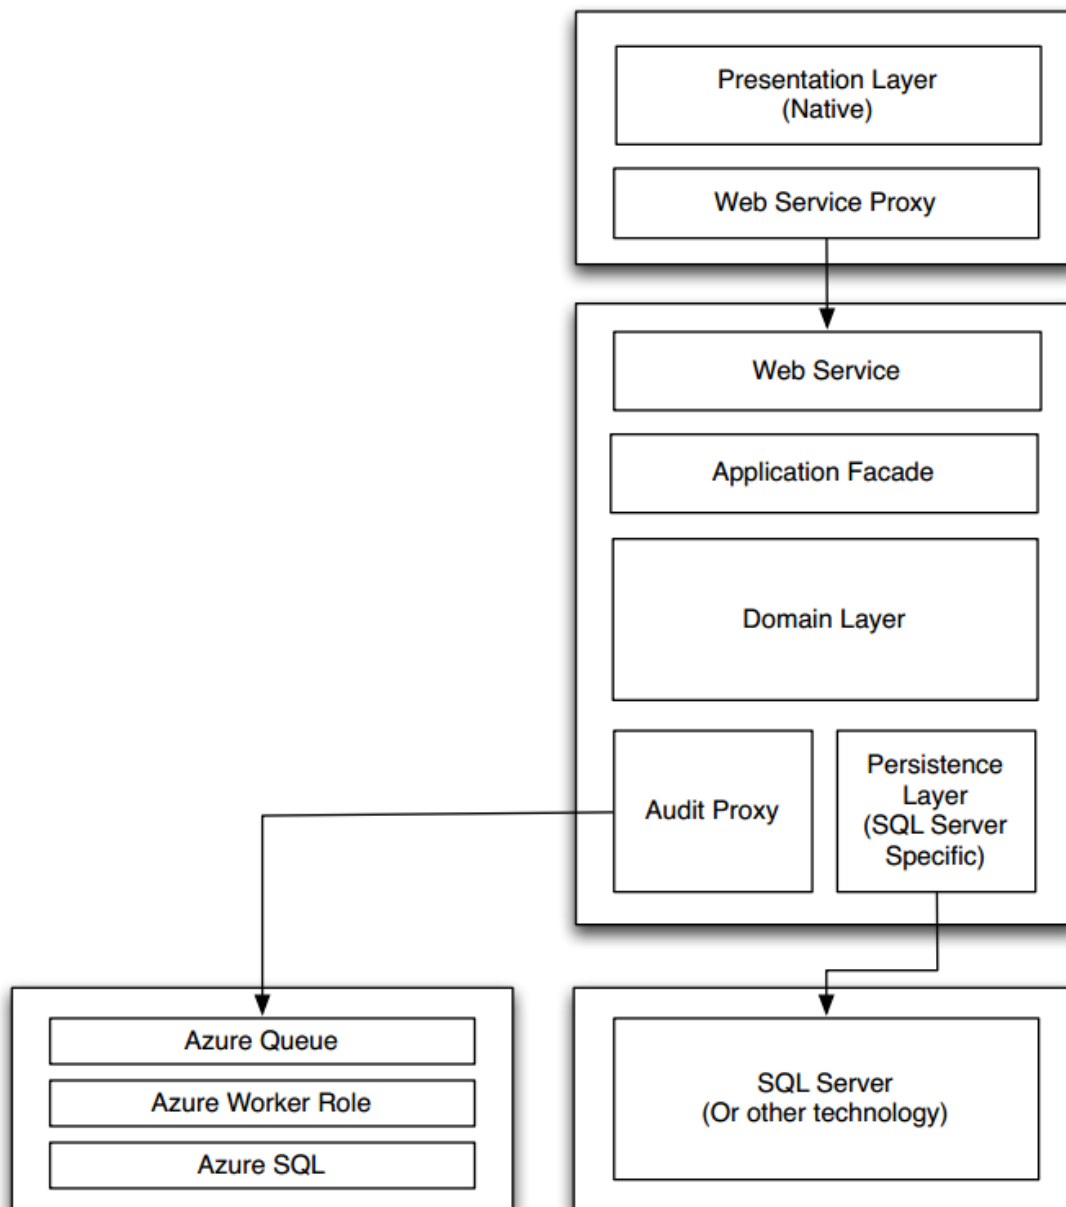 Presentation Layer
(Native)
Web Service Proxy
Web Service
Application Facade
Domain Layer
Audit Proxy
Persistence
Layer
(SQL Server
Specific)
Azure Queue
Azure Worker Role
Azure SQL
SQL Server
(Or other technology)